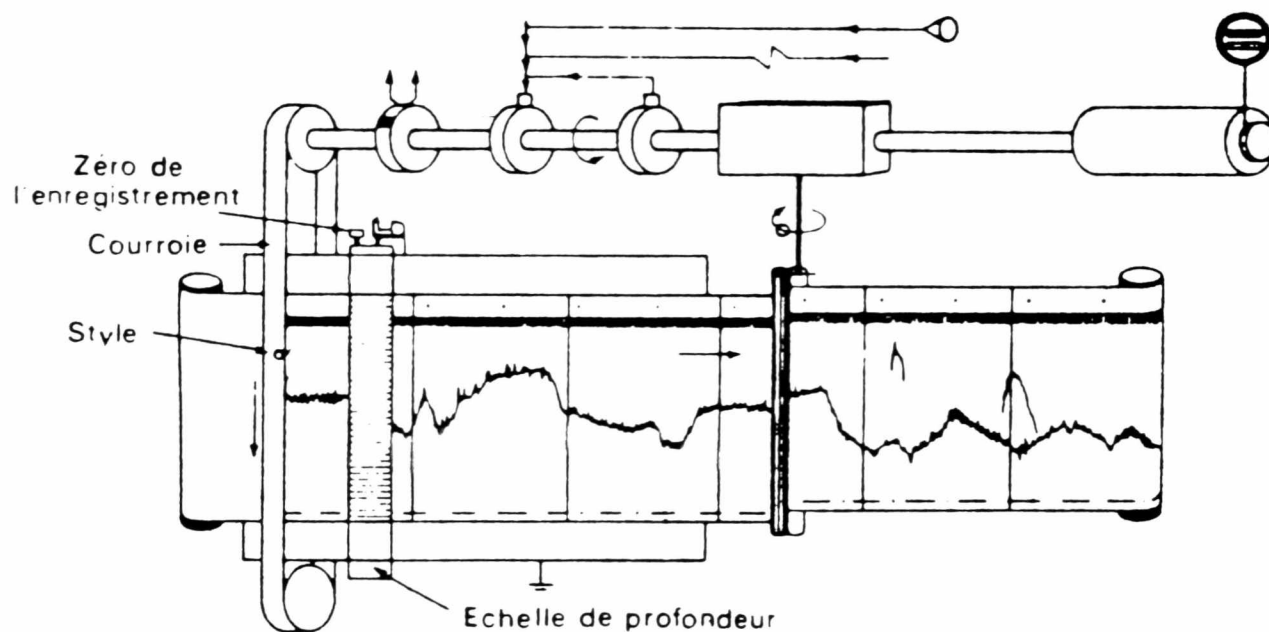 Zéro de
l'enregistrement
Courroie
Style
Echelle de profondeur